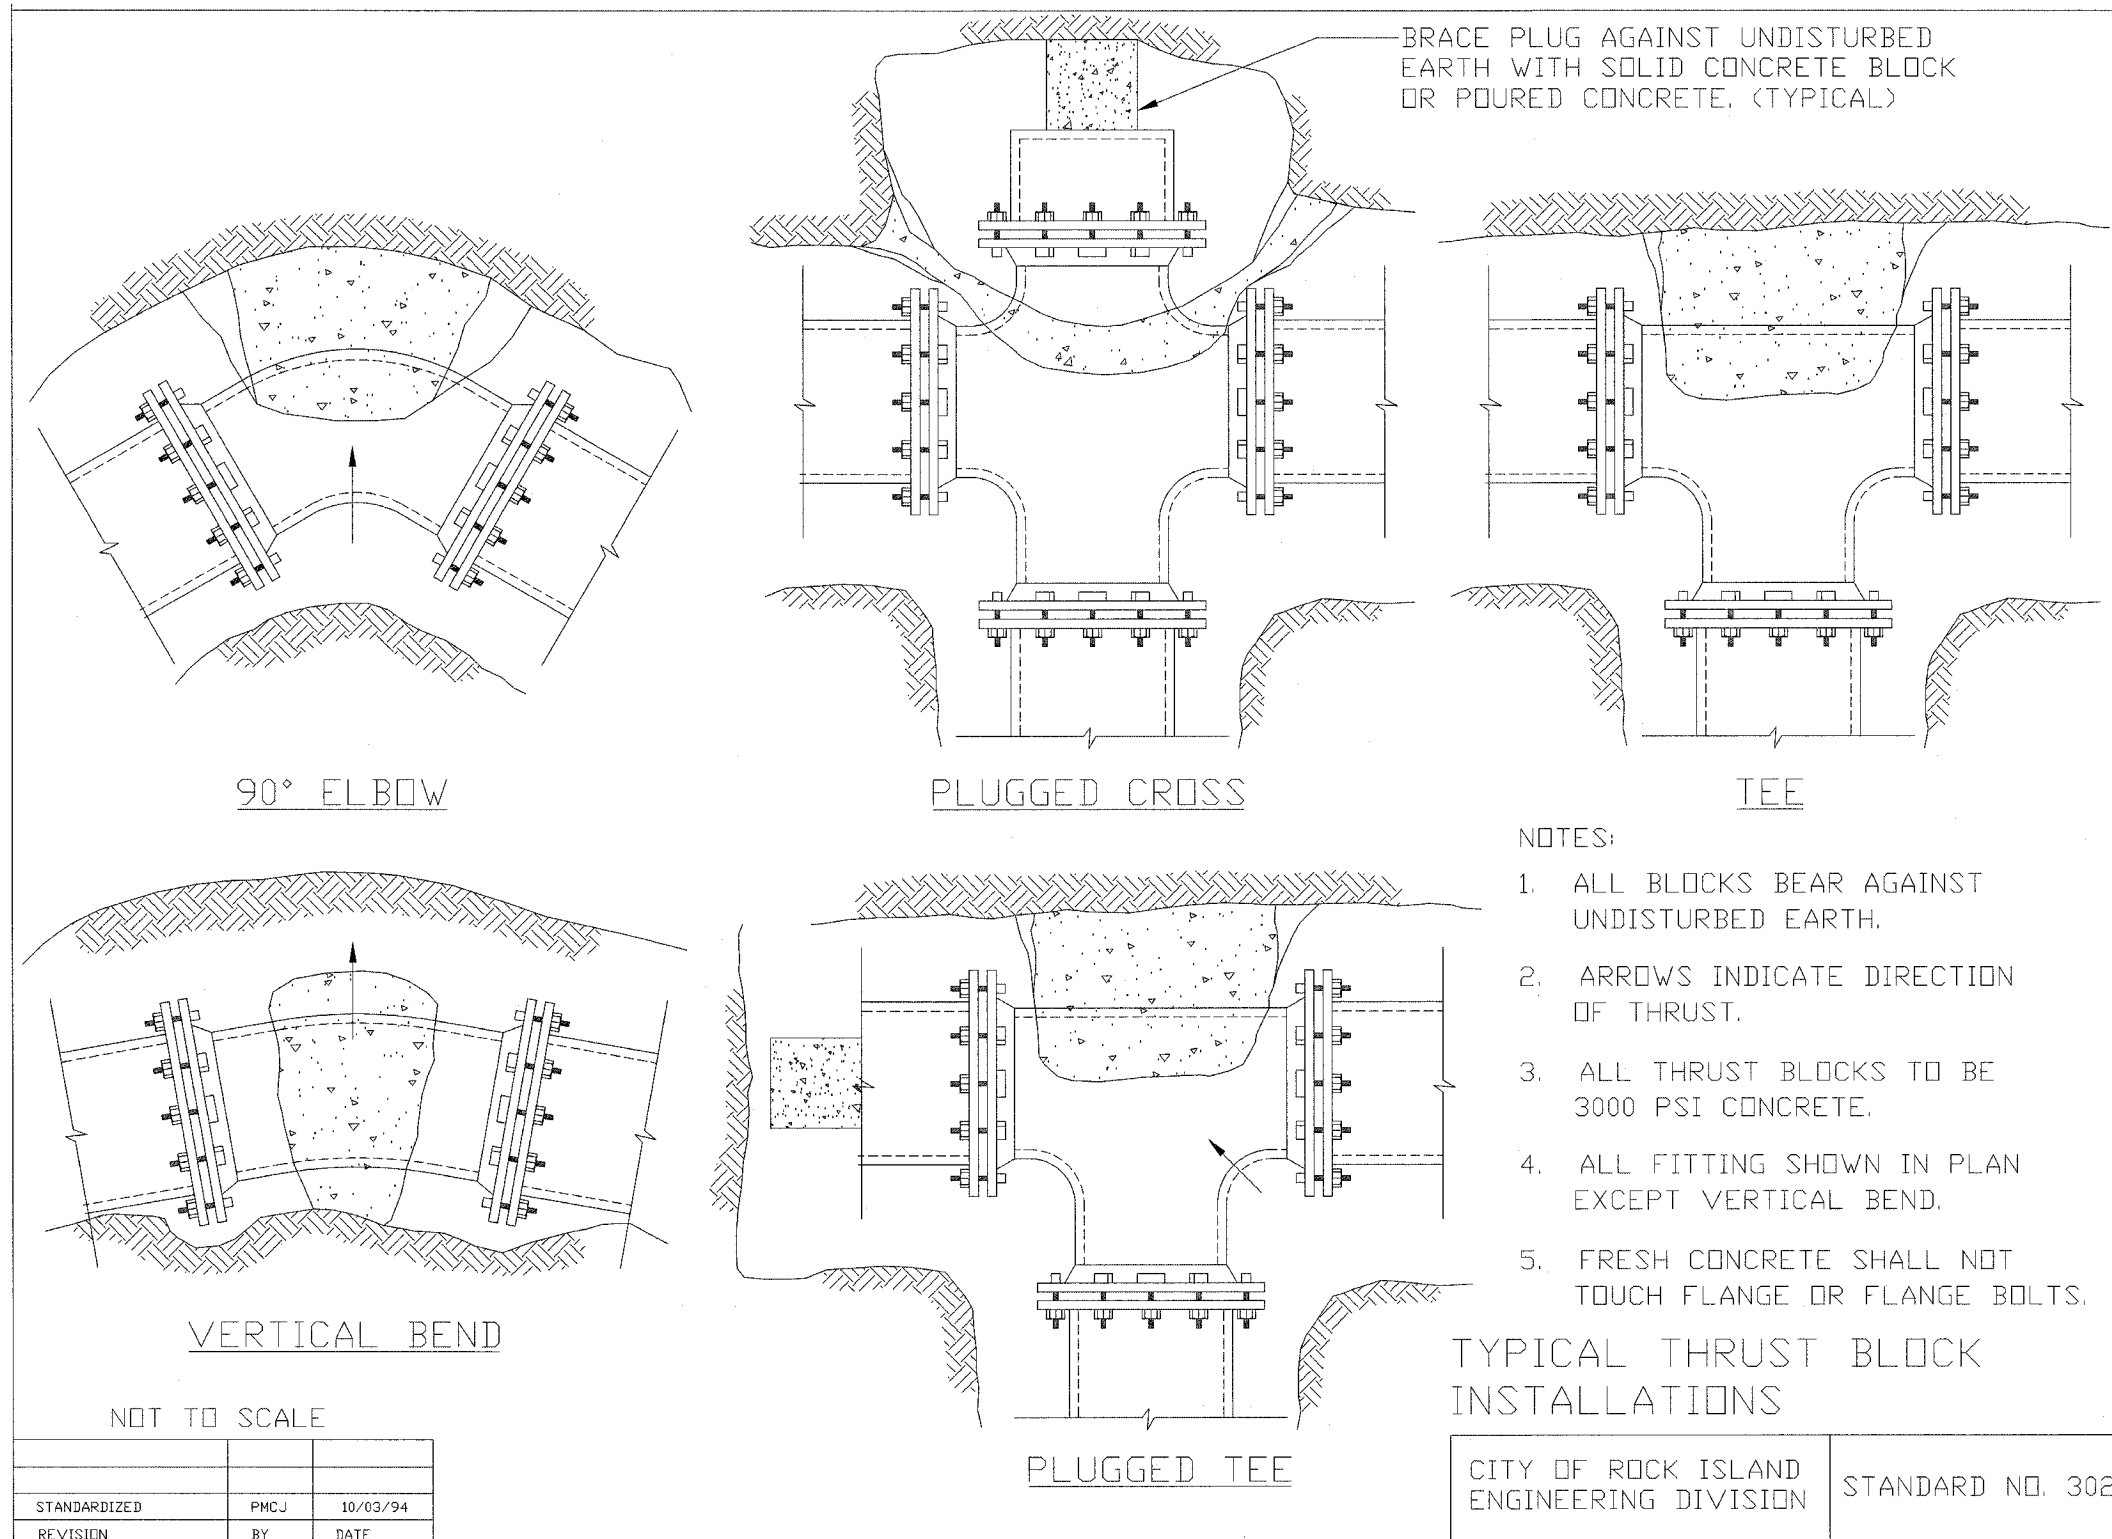 BRACE PLUG AGAINST UNDISTURBED
EARTH WITH SOLID CONCRETE BLOCK
OR POURED CONCRETE. (TYPICAL)
90° ELBOW
PLUGGED CROSS
TEE
NOTES:
1. ALL BLOCKS BEAR AGAINST
UNDISTURBED EARTH.
2. ARROWS INDICATE DIRECTION
OF THRUST.
3. ALL THRUST BLOCKS TO BE
3000 PSI CONCRETE.
4. ALL FITTING SHOWN IN PLAN
EXCEPT VERTICAL BEND.
5. FRESH CONCRETE SHALL NOT
TOUCH FLANGE OR FLANGE BOLTS.
VERTICAL BEND
PLUGGED TEE
TYPICAL THRUST BLOCK
INSTALLATIONS
NOT TO SCALE
STANDARDIZED PMCJ 10/03/94
REVISION BY DATE
CITY OF ROCK ISLAND
ENGINEERING DIVISION
STANDARD NO. 302